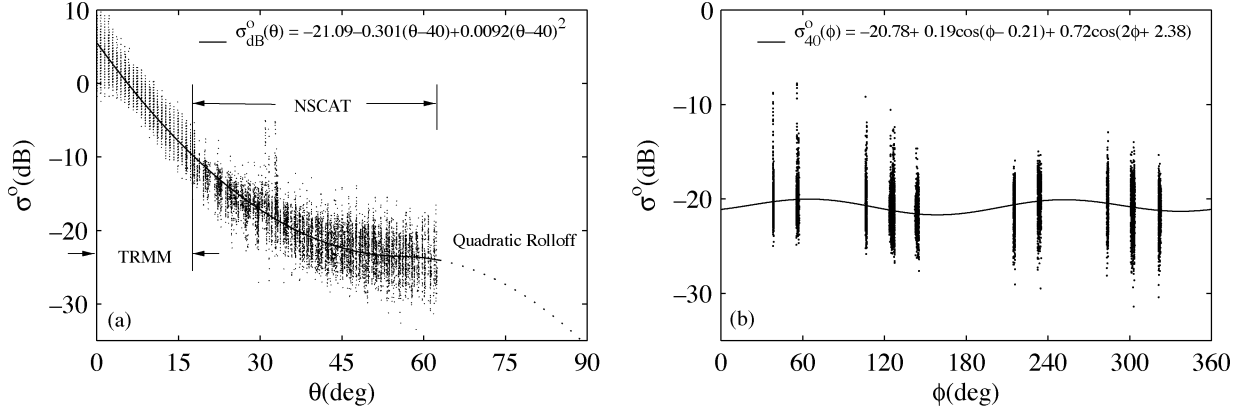 σ°dB(θ) = −21.09−0.301(θ−40)+0.0092(θ−40)²
NSCAT
TRMM
Quadratic Rolloff
(a)
10
0
−10
−20
−30
σ°(dB)
0
15
30
45
60
75
90
θ(deg)
σ°40(ϕ) = −20.78+ 0.19cos(ϕ− 0.21)+ 0.72cos(2ϕ+ 2.38)
(b)
0
−10
−20
−30
σ°(dB)
0
60
120
180
240
300
360
ϕ(deg)